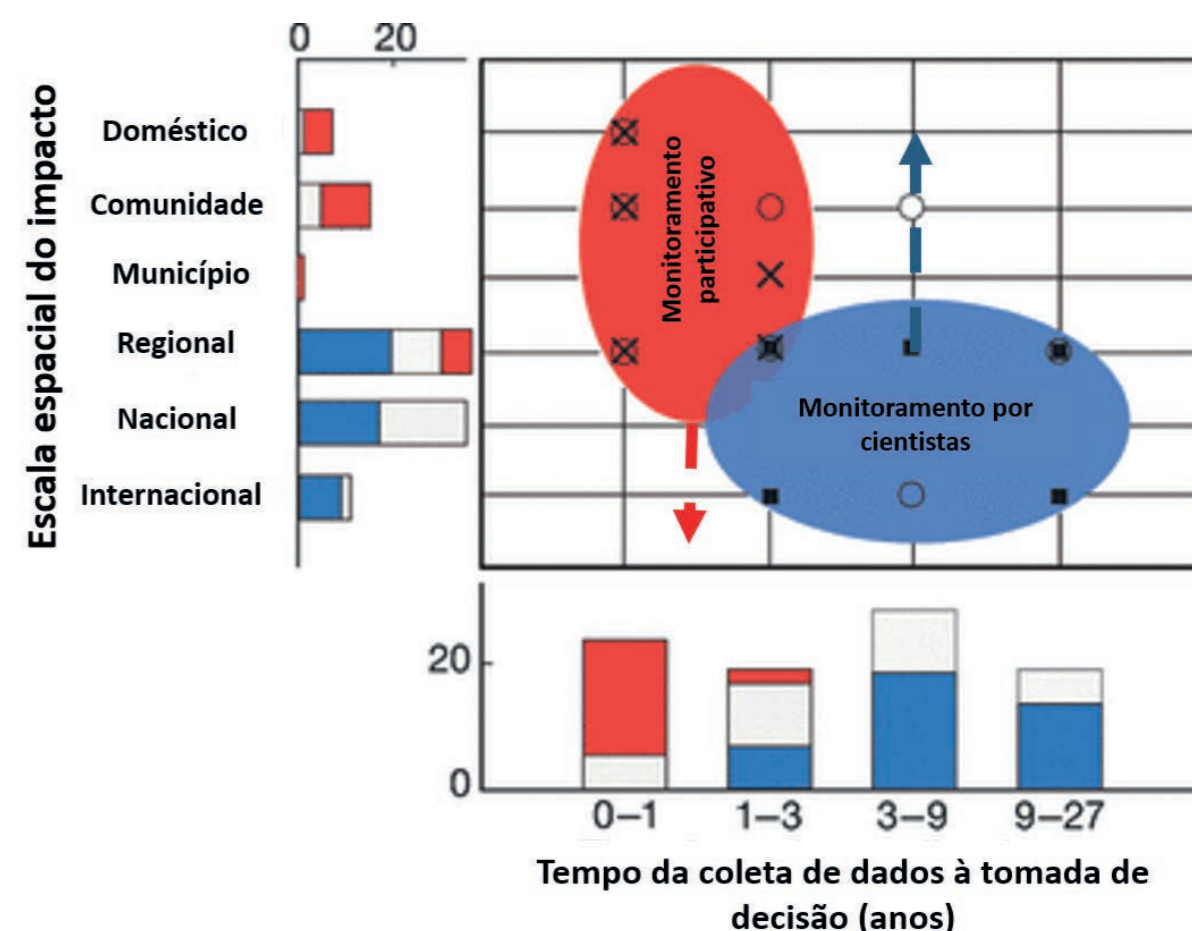 0 20
Escala espacial do impacto
Doméstico
Comunidade
Município
Regional
Nacional
Internacional
Monitoramento
participativo
Monitoramento por
cientistas
20
0
0–1 1–3 3–9 9–27
Tempo da coleta de dados à tomada de
decisão (anos)